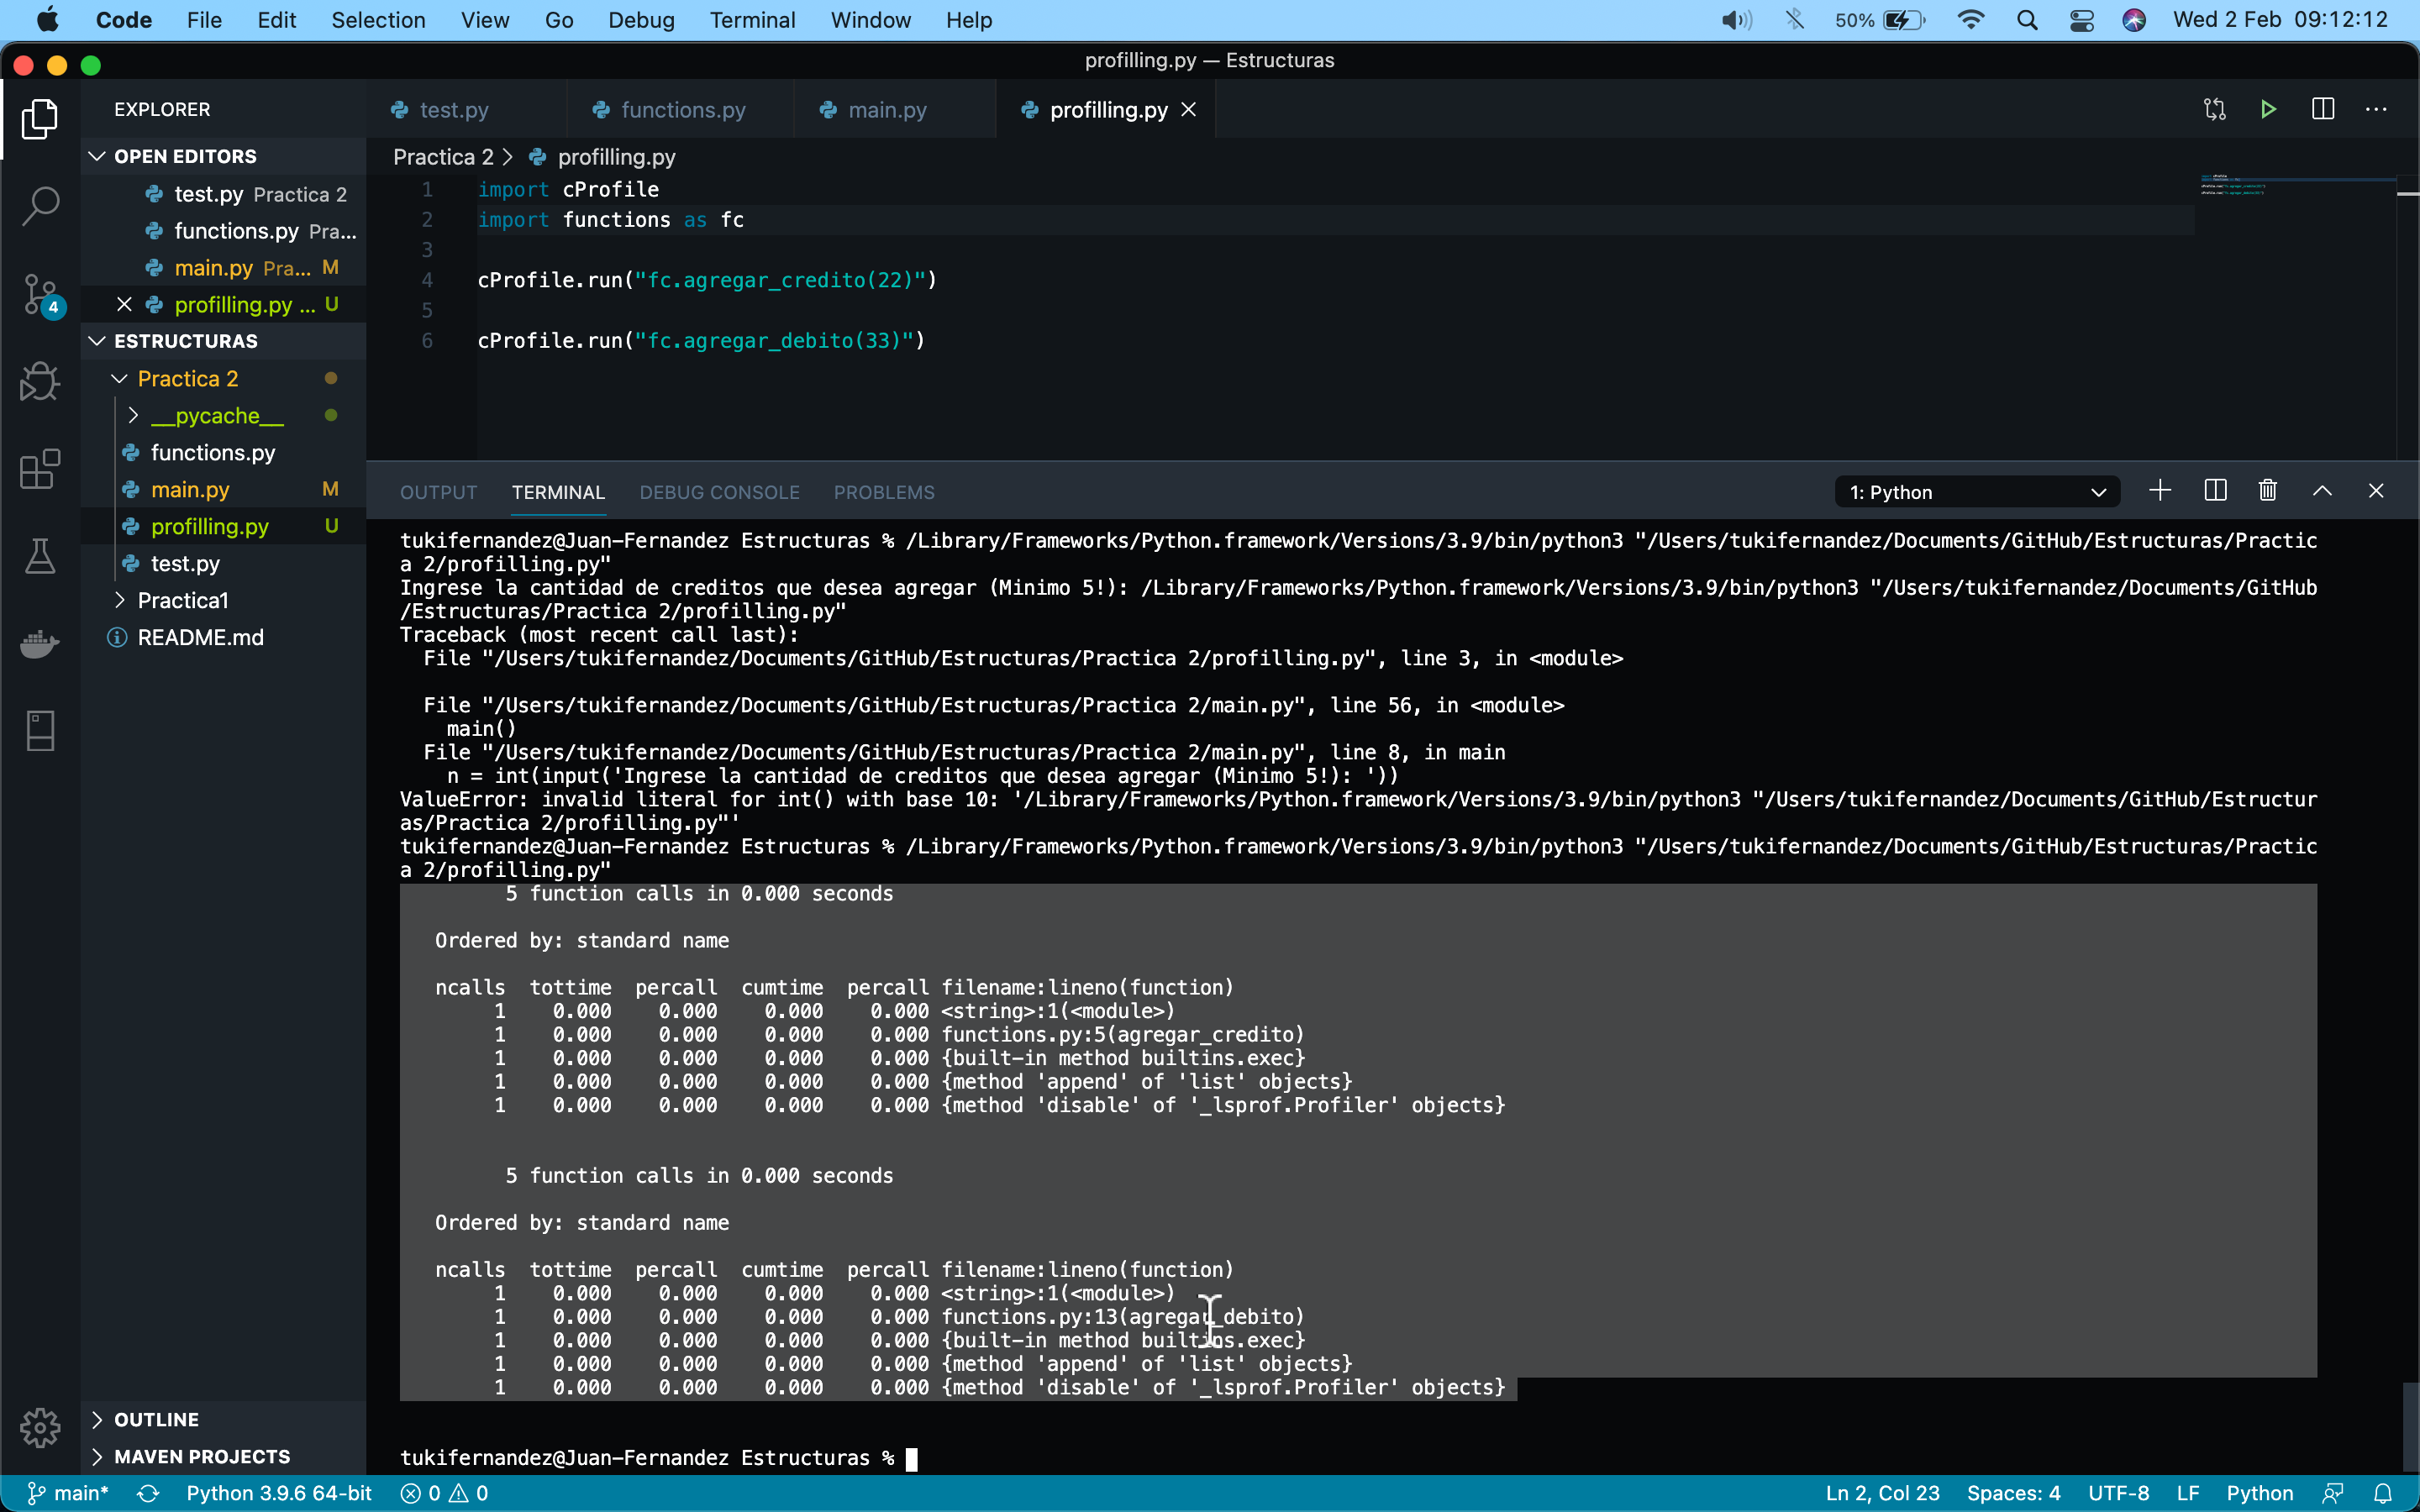 Code File Edit Selection View Go Debug Terminal Window Help 50% Wed 2 Feb 09:12:12
profilling.py — Estructuras
EXPLORER
test.py functions.py main.py profilling.py
OPEN EDITORS
test.py Practica 2
functions.py Pra...
main.py Pra... M
profilling.py ... U
4
ESTRUCTURAS
Practica 2
__pycache__
functions.py
main.py M
profilling.py U
test.py
Practica1
README.md
OUTLINE
MAVEN PROJECTS
Practica 2 > profilling.py
1 import cProfile
2 import functions as fc
3
4 cProfile.run("fc.agregar_credito(22)")
5
6 cProfile.run("fc.agregar_debito(33)")
OUTPUT TERMINAL DEBUG CONSOLE PROBLEMS 1: Python
tukifernandez@Juan-Fernandez Estructuras % /Library/Frameworks/Python.framework/Versions/3.9/bin/python3 "/Users/tukifernandez/Documents/GitHub/Estructuras/Practic
a 2/profilling.py"
Ingrese la cantidad de creditos que desea agregar (Minimo 5!): /Library/Frameworks/Python.framework/Versions/3.9/bin/python3 "/Users/tukifernandez/Documents/GitHub
/Estructuras/Practica 2/profilling.py"
Traceback (most recent call last):
File "/Users/tukifernandez/Documents/GitHub/Estructuras/Practica 2/profilling.py", line 3, in <module>
File "/Users/tukifernandez/Documents/GitHub/Estructuras/Practica 2/main.py", line 56, in <module>
main()
File "/Users/tukifernandez/Documents/GitHub/Estructuras/Practica 2/main.py", line 8, in main
n = int(input('Ingrese la cantidad de creditos que desea agregar (Minimo 5!): '))
ValueError: invalid literal for int() with base 10: '/Library/Frameworks/Python.framework/Versions/3.9/bin/python3 "/Users/tukifernandez/Documents/GitHub/Estructur
as/Practica 2/profilling.py"'
tukifernandez@Juan-Fernandez Estructuras % /Library/Frameworks/Python.framework/Versions/3.9/bin/python3 "/Users/tukifernandez/Documents/GitHub/Estructuras/Practic
a 2/profilling.py"
5 function calls in 0.000 seconds
Ordered by: standard name
ncalls tottime percall cumtime percall filename:lineno(function)
1 0.000 0.000 0.000 0.000 <string>:1(<module>)
1 0.000 0.000 0.000 0.000 functions.py:5(agregar_credito)
1 0.000 0.000 0.000 0.000 {built-in method builtins.exec}
1 0.000 0.000 0.000 0.000 {method 'append' of 'list' objects}
1 0.000 0.000 0.000 0.000 {method 'disable' of '_lsprof.Profiler' objects}
5 function calls in 0.000 seconds
Ordered by: standard name
ncalls tottime percall cumtime percall filename:lineno(function)
1 0.000 0.000 0.000 0.000 <string>:1(<module>)
1 0.000 0.000 0.000 0.000 functions.py:13(agregar_debito)
1 0.000 0.000 0.000 0.000 {built-in method builtins.exec}
1 0.000 0.000 0.000 0.000 {method 'append' of 'list' objects}
1 0.000 0.000 0.000 0.000 {method 'disable' of '_lsprof.Profiler' objects}
tukifernandez@Juan-Fernandez Estructuras %
main* Python 3.9.6 64-bit 0 0 Ln 2, Col 23 Spaces: 4 UTF-8 LF Python